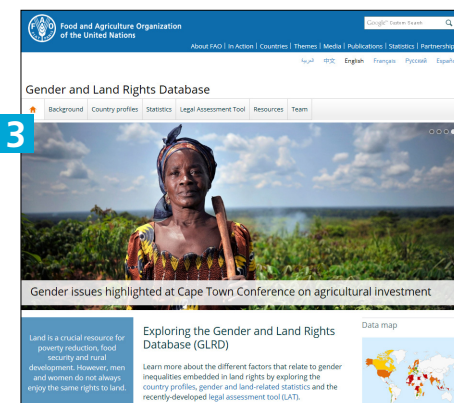 Food and Agriculture Organization
of the United Nations
Google™ Custom Search
About FAO | In Action | Countries | Themes | Media | Publications | Statistics | Partnership
العربية 中文 English Français Русский Españ
Gender and Land Rights Database
Background Country profiles Statistics Legal Assessment Tool Resources Team
3
Gender issues highlighted at Cape Town Conference on agricultural investment
Land is a crucial resource for
poverty reduction, food
security and rural
development. However, men
and women do not always
enjoy the same rights to land.
Exploring the Gender and Land Rights
Database (GLRD)
Learn more about the different factors that relate to gender
inequalities embedded in land rights by exploring the
country profiles, gender and land-related statistics and the
recently-developed legal assessment tool (LAT).
Data map